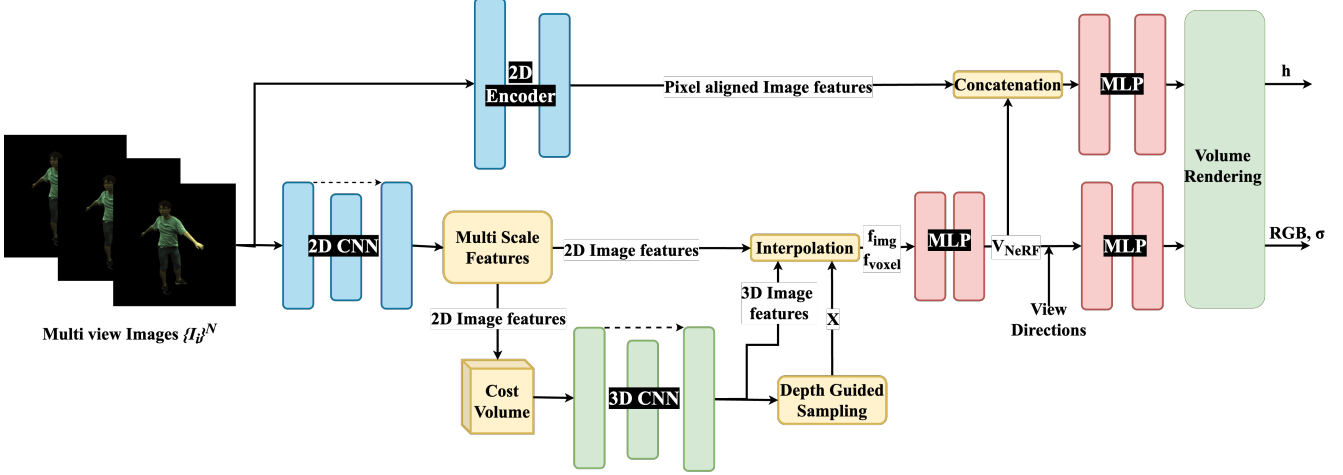 2D
Encoder
Pixel aligned Image features
Concatenation
MLP
h
Volume
Rendering
2D CNN
Multi Scale
Features
2D Image features
Interpolation
f_img
f_voxel
MLP
V_NeRF
MLP
RGB, σ
View
Directions
Multi view Images {I_i}^N
2D Image features
3D Image
features
X
Cost
Volume
3D CNN
Depth Guided
Sampling